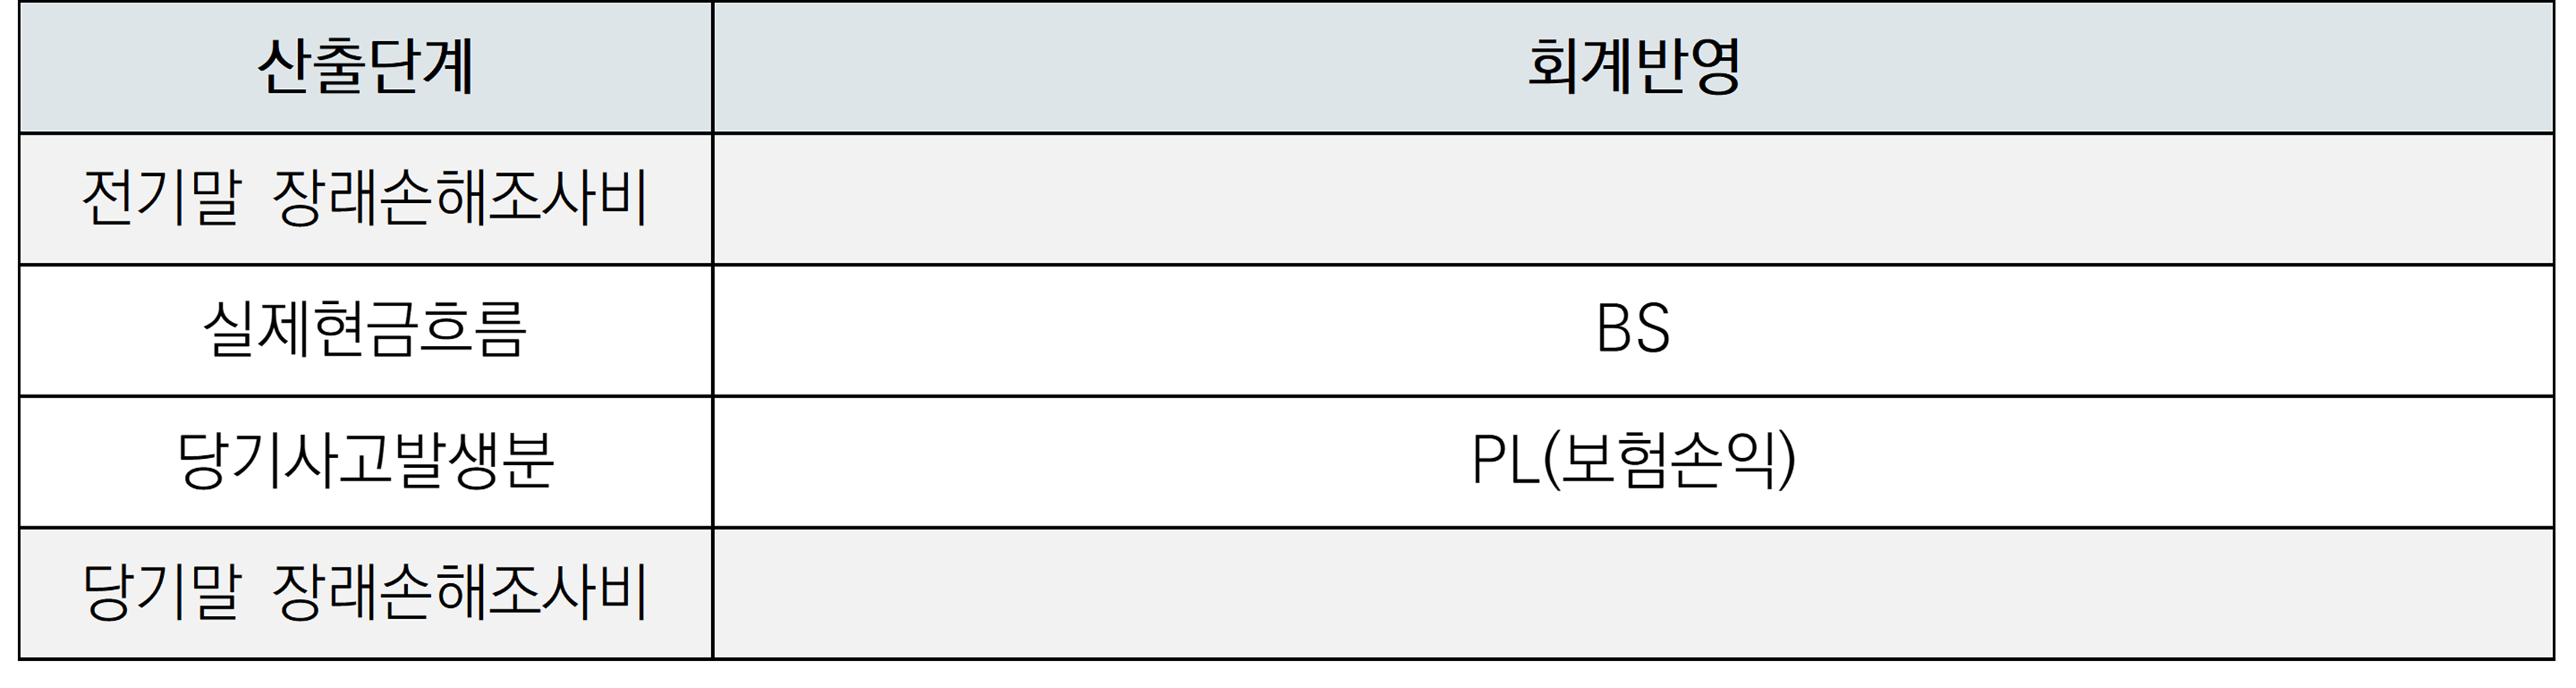 산출단계 회계반영
전기말 장래손해조사비
실제현금흐름 BS
당기사고발생분 PL(보험손익)
당기말 장래손해조사비